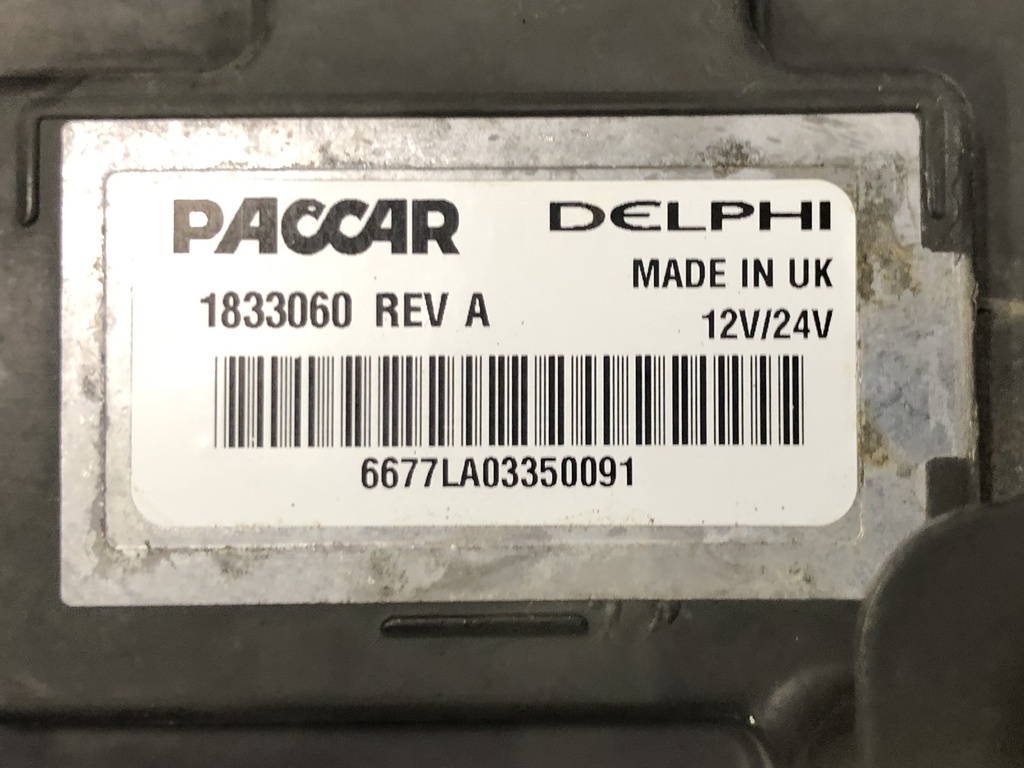 PACCAR
DELPHI
MADE IN UK
1833060 REV A
12V/24V
6677LA03350091